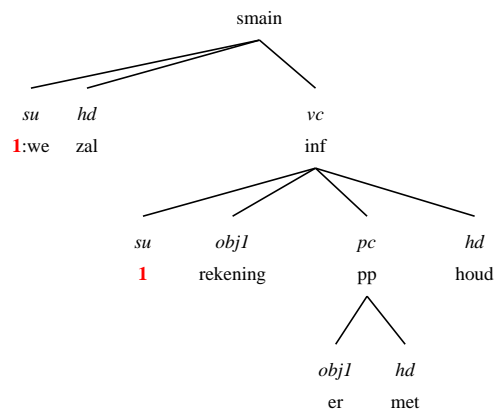 smain
su hd vc
1:we zal inf
su obj1 pc hd
1 rekening pp houd
obj1 hd
er met